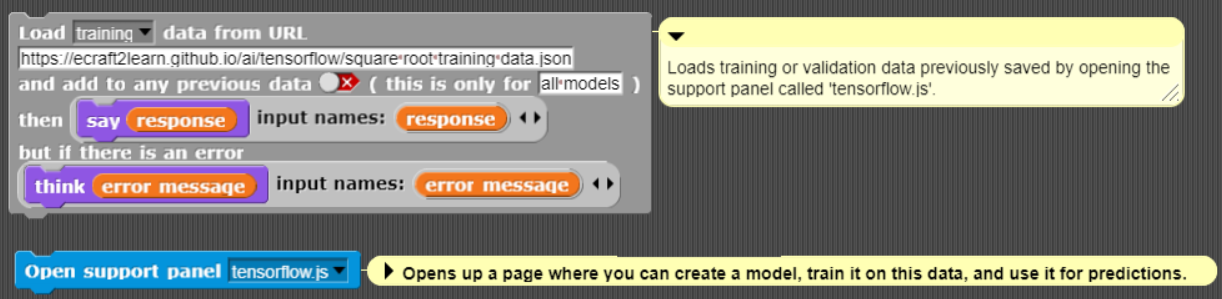 Load training data from URL
https://ecraft2learn.github.io/ai/tensorflow/square root training data.json
and add to any previous data ( this is only for all models )
then say response input names: response
but if there is an error
think error message input names: error message
Loads training or validation data previously saved by opening the
support panel called 'tensorflow.js'.
Open support panel tensorflow.js
Opens up a page where you can create a model, train it on this data, and use it for predictions.